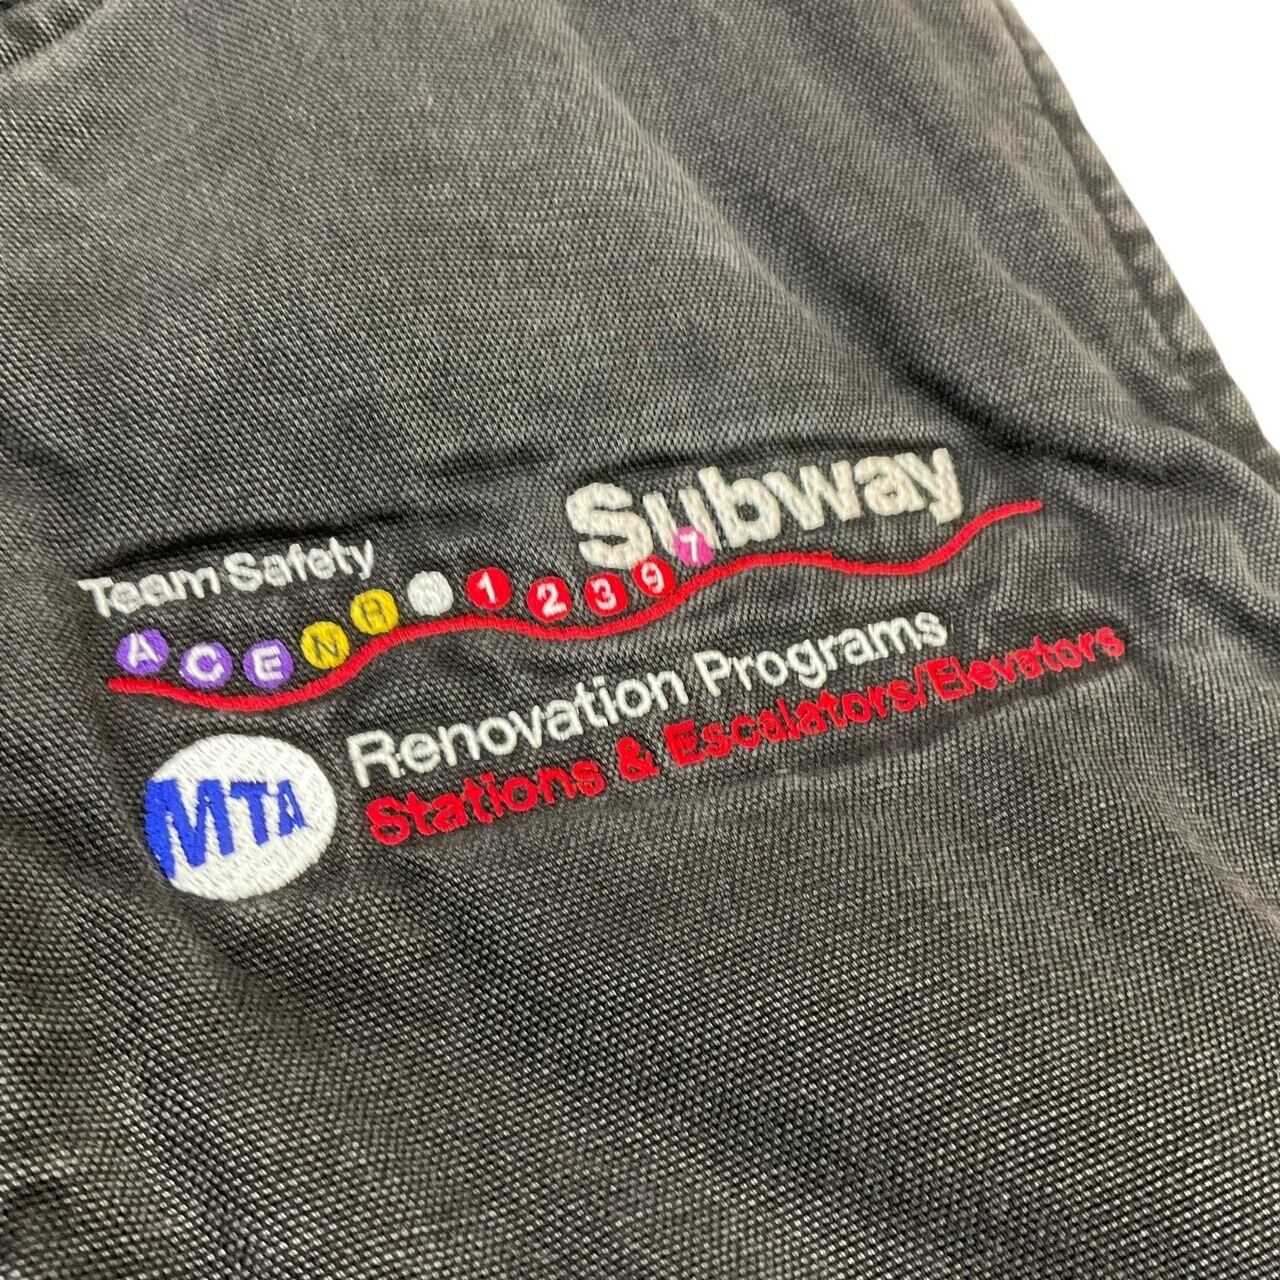 Subway
Team Safety
A C E N R S 1 2 3 9 7
Renovation Programs
Stations & Escalators/Elevators
MTA